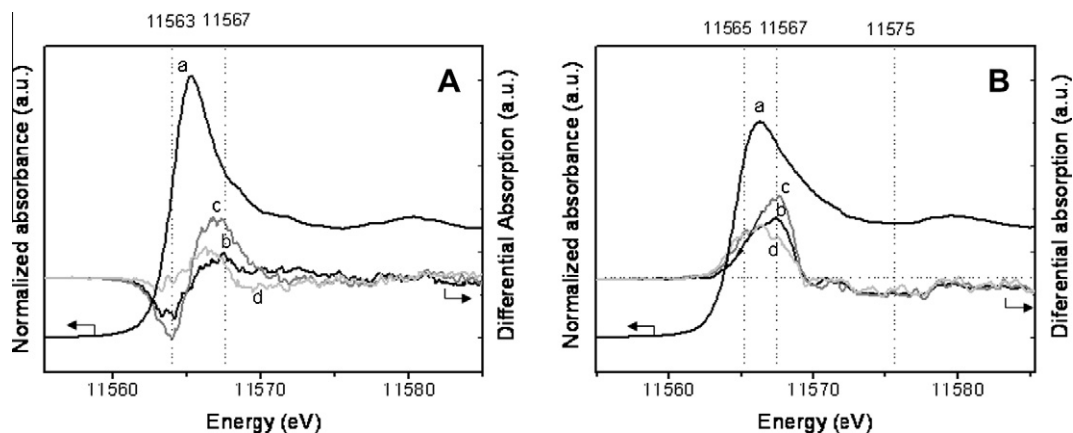 11563 11567
a
A
c
b
d
Normalized absorbance (a.u.)
Differential Absorption (a.u.)
11560 11570 11580
Energy (eV)
11565 11567 11575
a
B
c
b
d
Normalized absorbance (a.u.)
Diferential absorption (a.u.)
11560 11570 11580
Energy (eV)